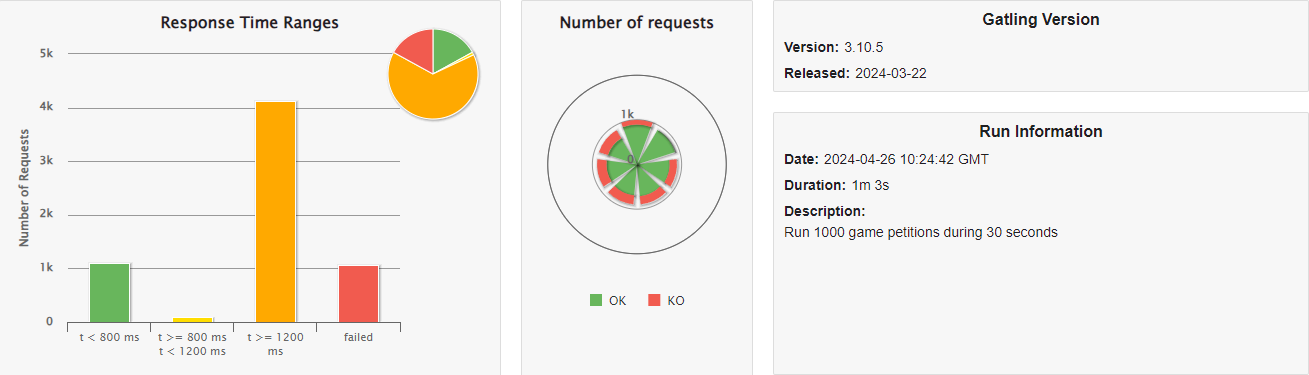 Response Time Ranges
Number of Requests
5k
4k
3k
2k
1k
0
t < 800 ms
t >= 800 ms
t < 1200 ms
t >= 1200
ms
failed
Number of requests
1k
0
OK
KO
Gatling Version
Version: 3.10.5
Released: 2024-03-22
Run Information
Date: 2024-04-26 10:24:42 GMT
Duration: 1m 3s
Description:
Run 1000 game petitions during 30 seconds